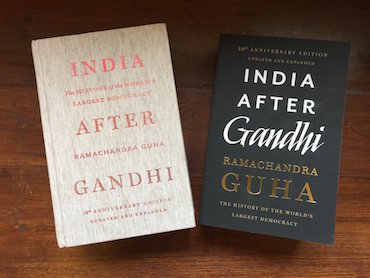 INDIA
The HISTORY of the WORLD'S
LARGEST DEMOCRACY
AFTER
RAMACHANDRA GUHA
GANDHI
10th ANNIVERSARY EDITION
UPDATED AND EXPANDED
10th ANNIVERSARY EDITION
UPDATED AND EXPANDED
INDIA
AFTER
Gandhi
RAMACHANDRA
GUHA
THE HISTORY OF THE WORLD'S
LARGEST DEMOCRACY